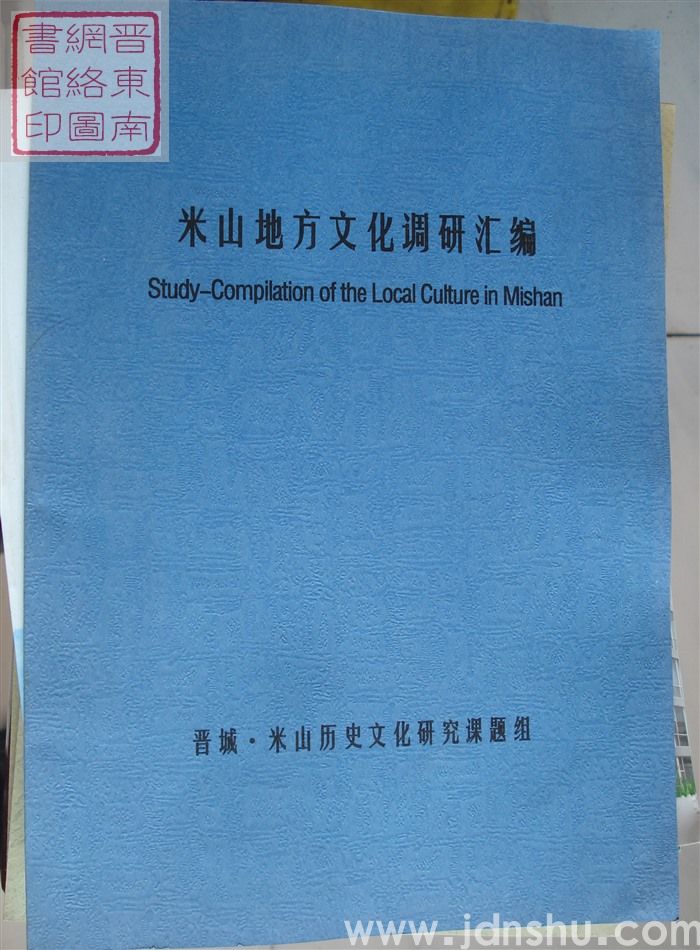 晋東南
網絡圖
書館印
米山地方文化调研汇编
Study-Compilation of the Local Culture in Mishan
晋城·米山历史文化研究课题组
www.jdnshu.com